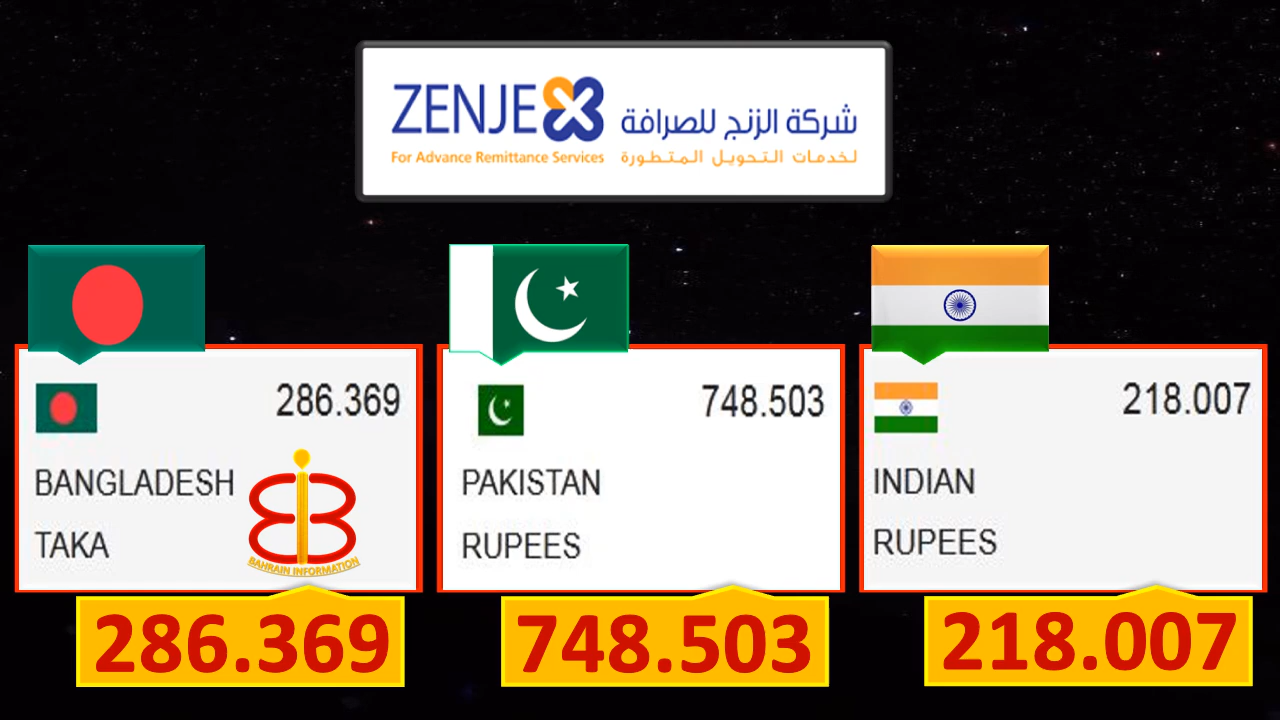 ZENJEX
شركة الزنج للصرافة
For Advance Remittance Services
لخدمات التحويل المتطورة
286.369
BANGLADESH
TAKA
BAHRAIN INFORMATION
286.369
748.503
PAKISTAN
RUPEES
748.503
218.007
INDIAN
RUPEES
218.007